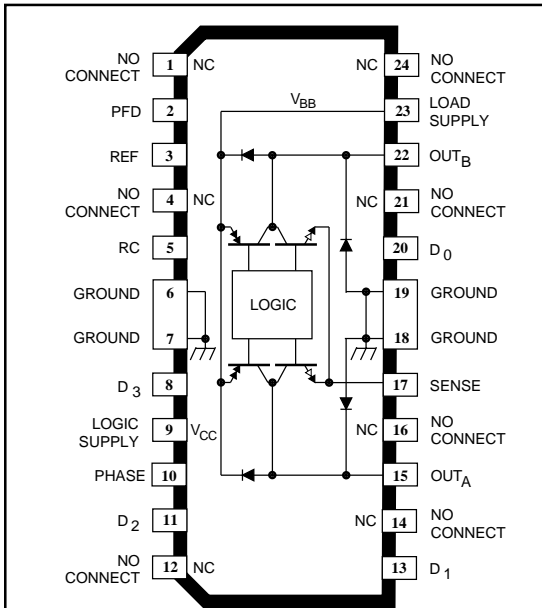 NO
CONNECT
1
NC
PFD
2
REF
3
NO
CONNECT
4
NC
RC
5
GROUND
6
GROUND
7
D3
8
LOGIC
SUPPLY
9
VCC
PHASE
10
D2
11
NO
CONNECT
12
NC
VBB
LOGIC
NC
24
NO
CONNECT
23
LOAD
SUPPLY
22
OUTB
NC
21
NO
CONNECT
20
D0
19
GROUND
18
GROUND
17
SENSE
NC
16
NO
CONNECT
15
OUTA
NC
14
NO
CONNECT
13
D1